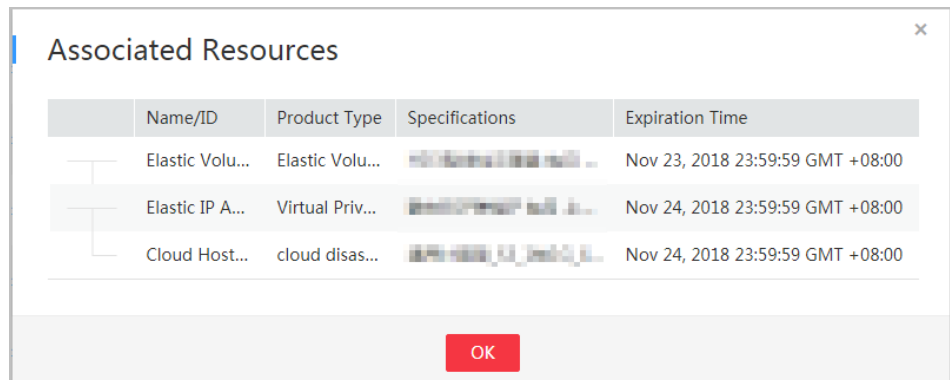 Associated Resources
×
Name/ID Product Type Specifications Expiration Time
Elastic Volu... Elastic Volu... Nov 23, 2018 23:59:59 GMT +08:00
Elastic IP A... Virtual Priv... Nov 24, 2018 23:59:59 GMT +08:00
Cloud Host... cloud disas... Nov 24, 2018 23:59:59 GMT +08:00
OK